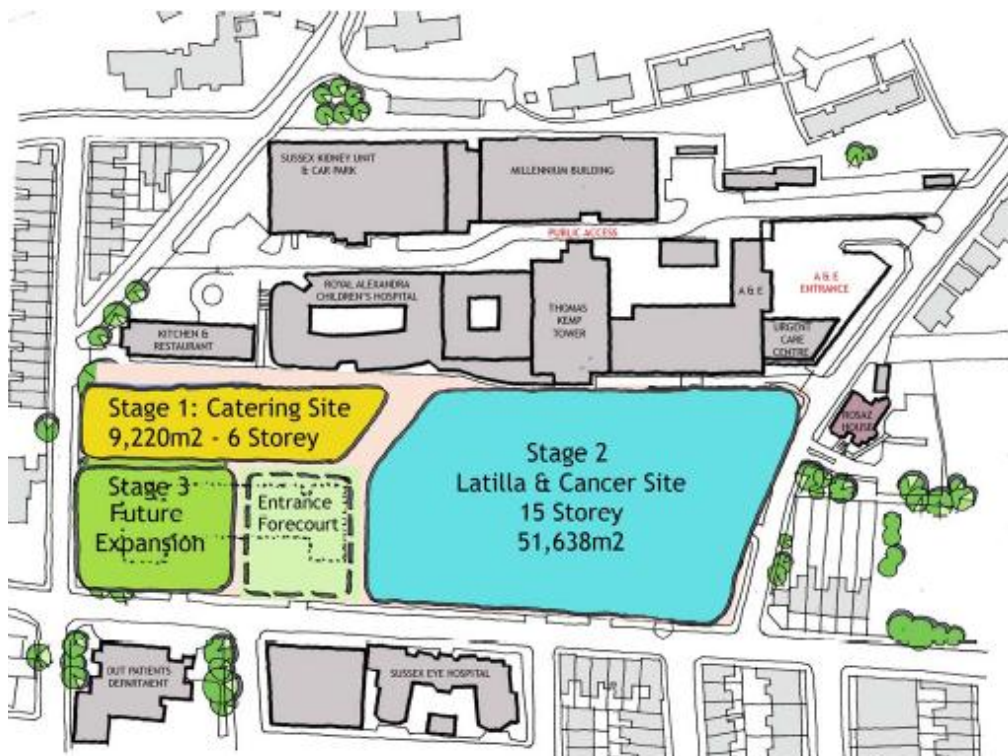 SUSSEX KIDNEY UNIT
& CAR PARK
MILLENNIUM BUILDING
PUBLIC ACCESS
ROYAL ALEXANDRA
CHILDREN'S HOSPITAL
THOMAS
KEMP
TOWER
A & E
A & E
ENTRANCE
KITCHEN &
RESTAURANT
URGENT
CARE
CENTRE
ROSAZ
HOUSE
Stage 1: Catering Site
9,220m2 - 6 Storey
Stage 2
Latilla & Cancer Site
15 Storey
51,638m2
Stage 3
Future
Expansion
Entrance
Forecourt
OUT PATIENTS
DEPARTMENT
SUSSEX EYE HOSPITAL